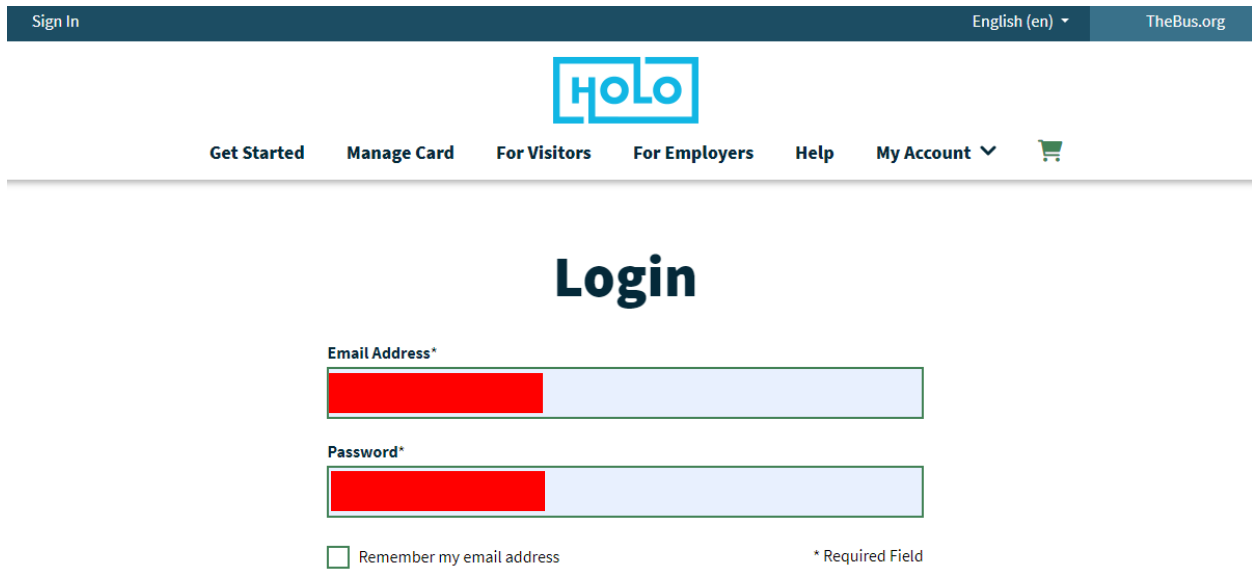 Sign In English (en) TheBus.org
HOLO
Get Started Manage Card For Visitors For Employers Help My Account
Login
Email Address*
Password*
Remember my email address * Required Field